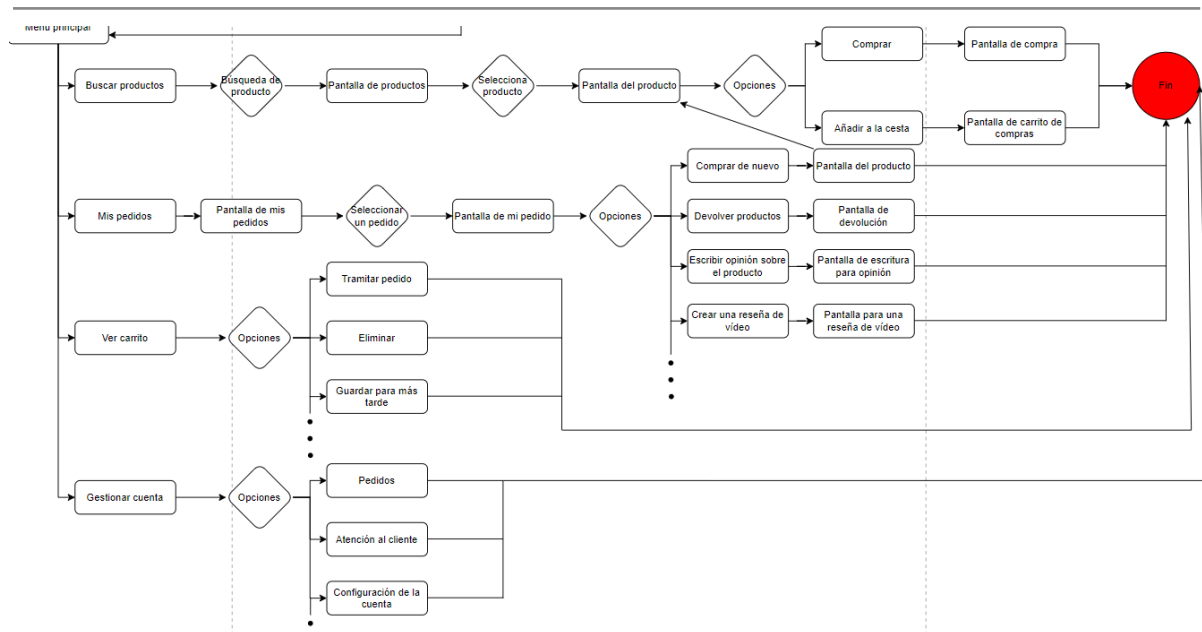 Menú principal
Comprar
Pantalla de compra
Buscar productos
Búsqueda de
producto
Pantalla de productos
Selecciona
producto
Pantalla del producto
Opciones
Fin
Añadir a la cesta
Pantalla de carrito de
compras
Comprar de nuevo
Pantalla del producto
Mis pedidos
Pantalla de mis
pedidos
Seleccionar
un pedido
Pantalla de mi pedido
Opciones
Devolver productos
Pantalla de
devolución
Escribir opinión sobre
el producto
Pantalla de escritura
para opinión
Crear una reseña de
vídeo
Pantalla para una
reseña de vídeo
Tramitar pedido
Ver carrito
Opciones
Eliminar
Guardar para más
tarde
Gestionar cuenta
Opciones
Pedidos
Atención al cliente
Configuración de la
cuenta